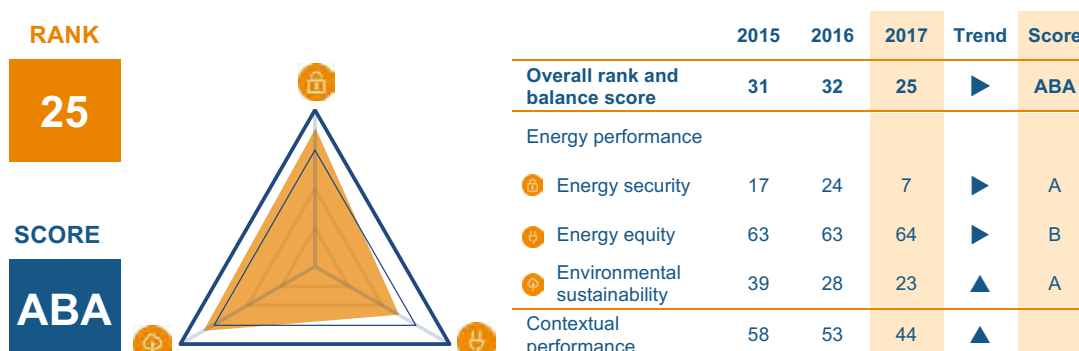 RANK
25
SCORE
ABA
2015 2016 2017 Trend Score
Overall rank and
balance score 31 32 25 ABA
Energy performance
Energy security 17 24 7 A
Energy equity 63 63 64 B
Environmental
sustainability 39 28 23 A
Contextual
performance 58 53 44